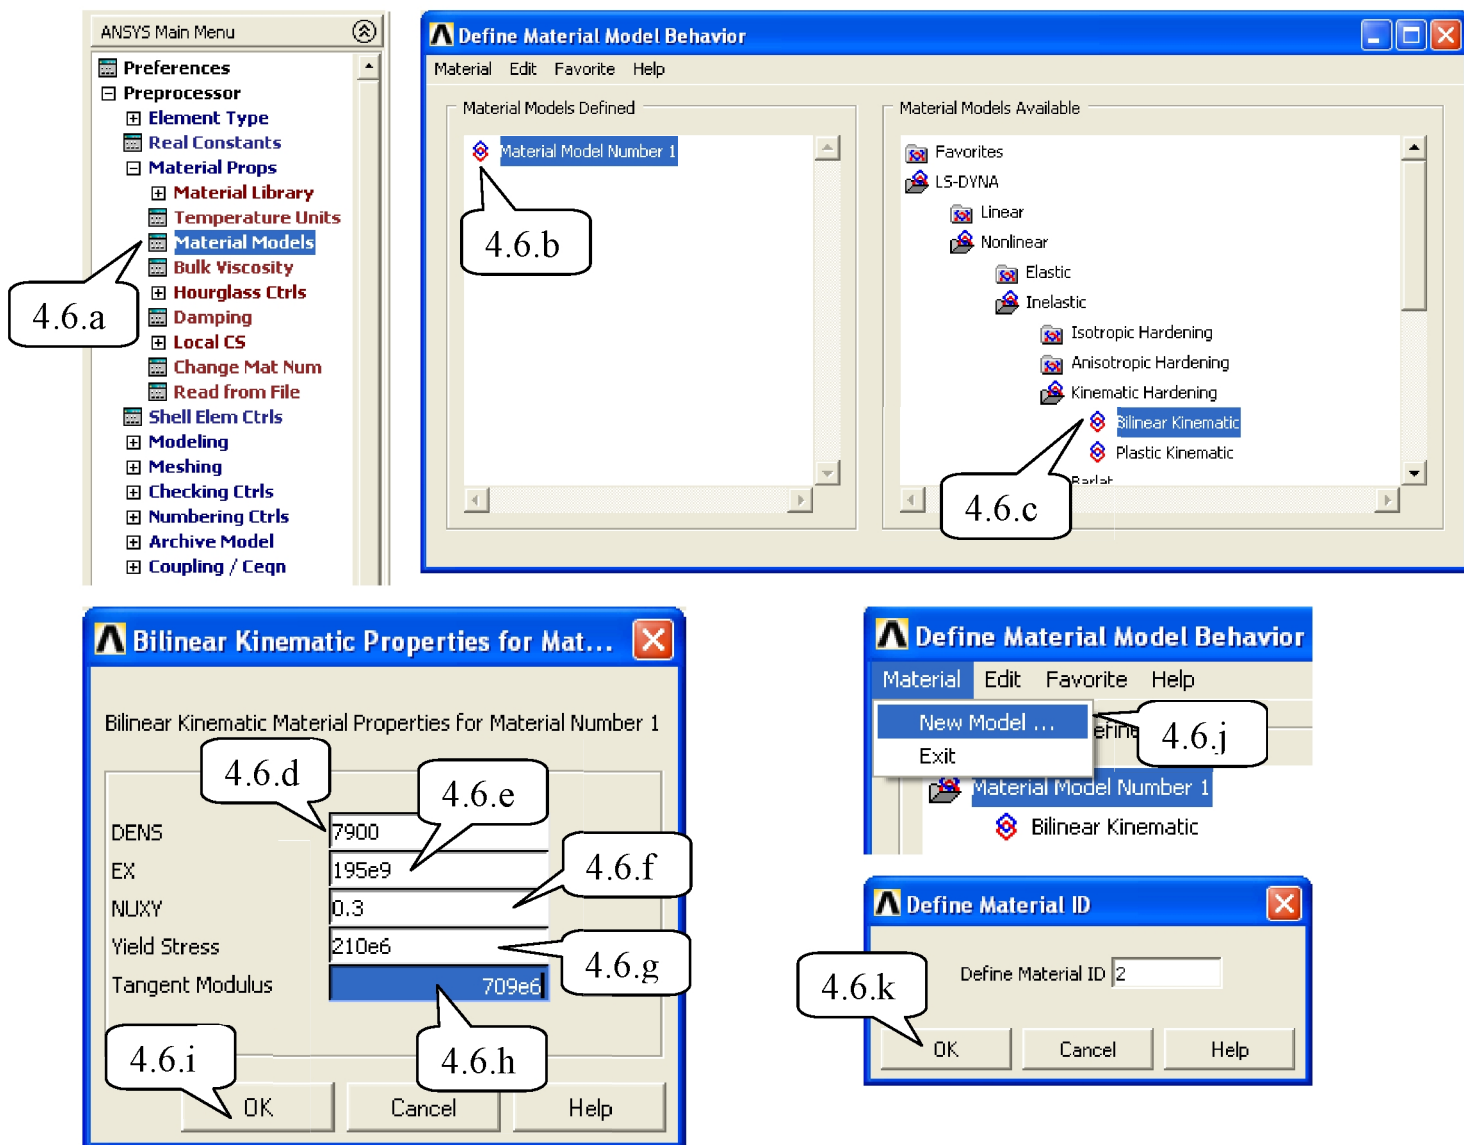 ANSYS Main Menu
Preferences
Preprocessor
Element Type
Real Constants
Material Props
Material Library
Temperature Units
Material Models
Bulk Viscosity
Hourglass Ctrls
Damping
Local CS
Change Mat Num
Read from File
Shell Elem Ctrls
Modeling
Meshing
Checking Ctrls
Numbering Ctrls
Archive Model
Coupling / Ceqn
4.6.a
Define Material Model Behavior
Material Edit Favorite Help
Material Models Defined
Material Model Number 1
4.6.b
Material Models Available
Favorites
LS-DYNA
Linear
Nonlinear
Elastic
Inelastic
Isotropic Hardening
Anisotropic Hardening
Kinematic Hardening
Bilinear Kinematic
Plastic Kinematic
Barlat
4.6.c
Bilinear Kinematic Properties for Mat...
Bilinear Kinematic Material Properties for Material Number 1
4.6.d
4.6.e
DENS 7900
EX 195e9
4.6.f
NUXY 0.3
Yield Stress 210e6
4.6.g
Tangent Modulus 709e6
4.6.i
4.6.h
OK Cancel Help
Define Material Model Behavior
Material Edit Favorite Help
New Model ...
efine
4.6.j
Exit
Material Model Number 1
Bilinear Kinematic
Define Material ID
Define Material ID 2
4.6.k
OK Cancel Help